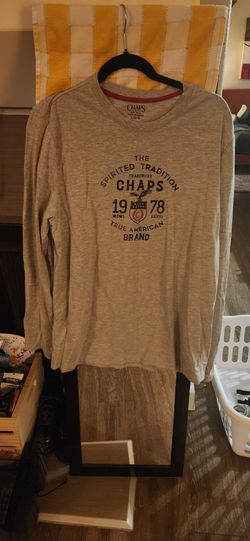 CHAPS
THE
SPIRITED TRADITION
TRADEMARK
CHAPS
19 78
TRUE AMERICAN
BRAND